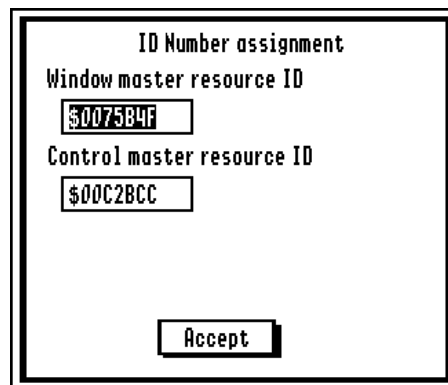 ID Number assignment
Window master resource ID
$0075B4F
Control master resource ID
$00C2BCC
Accept